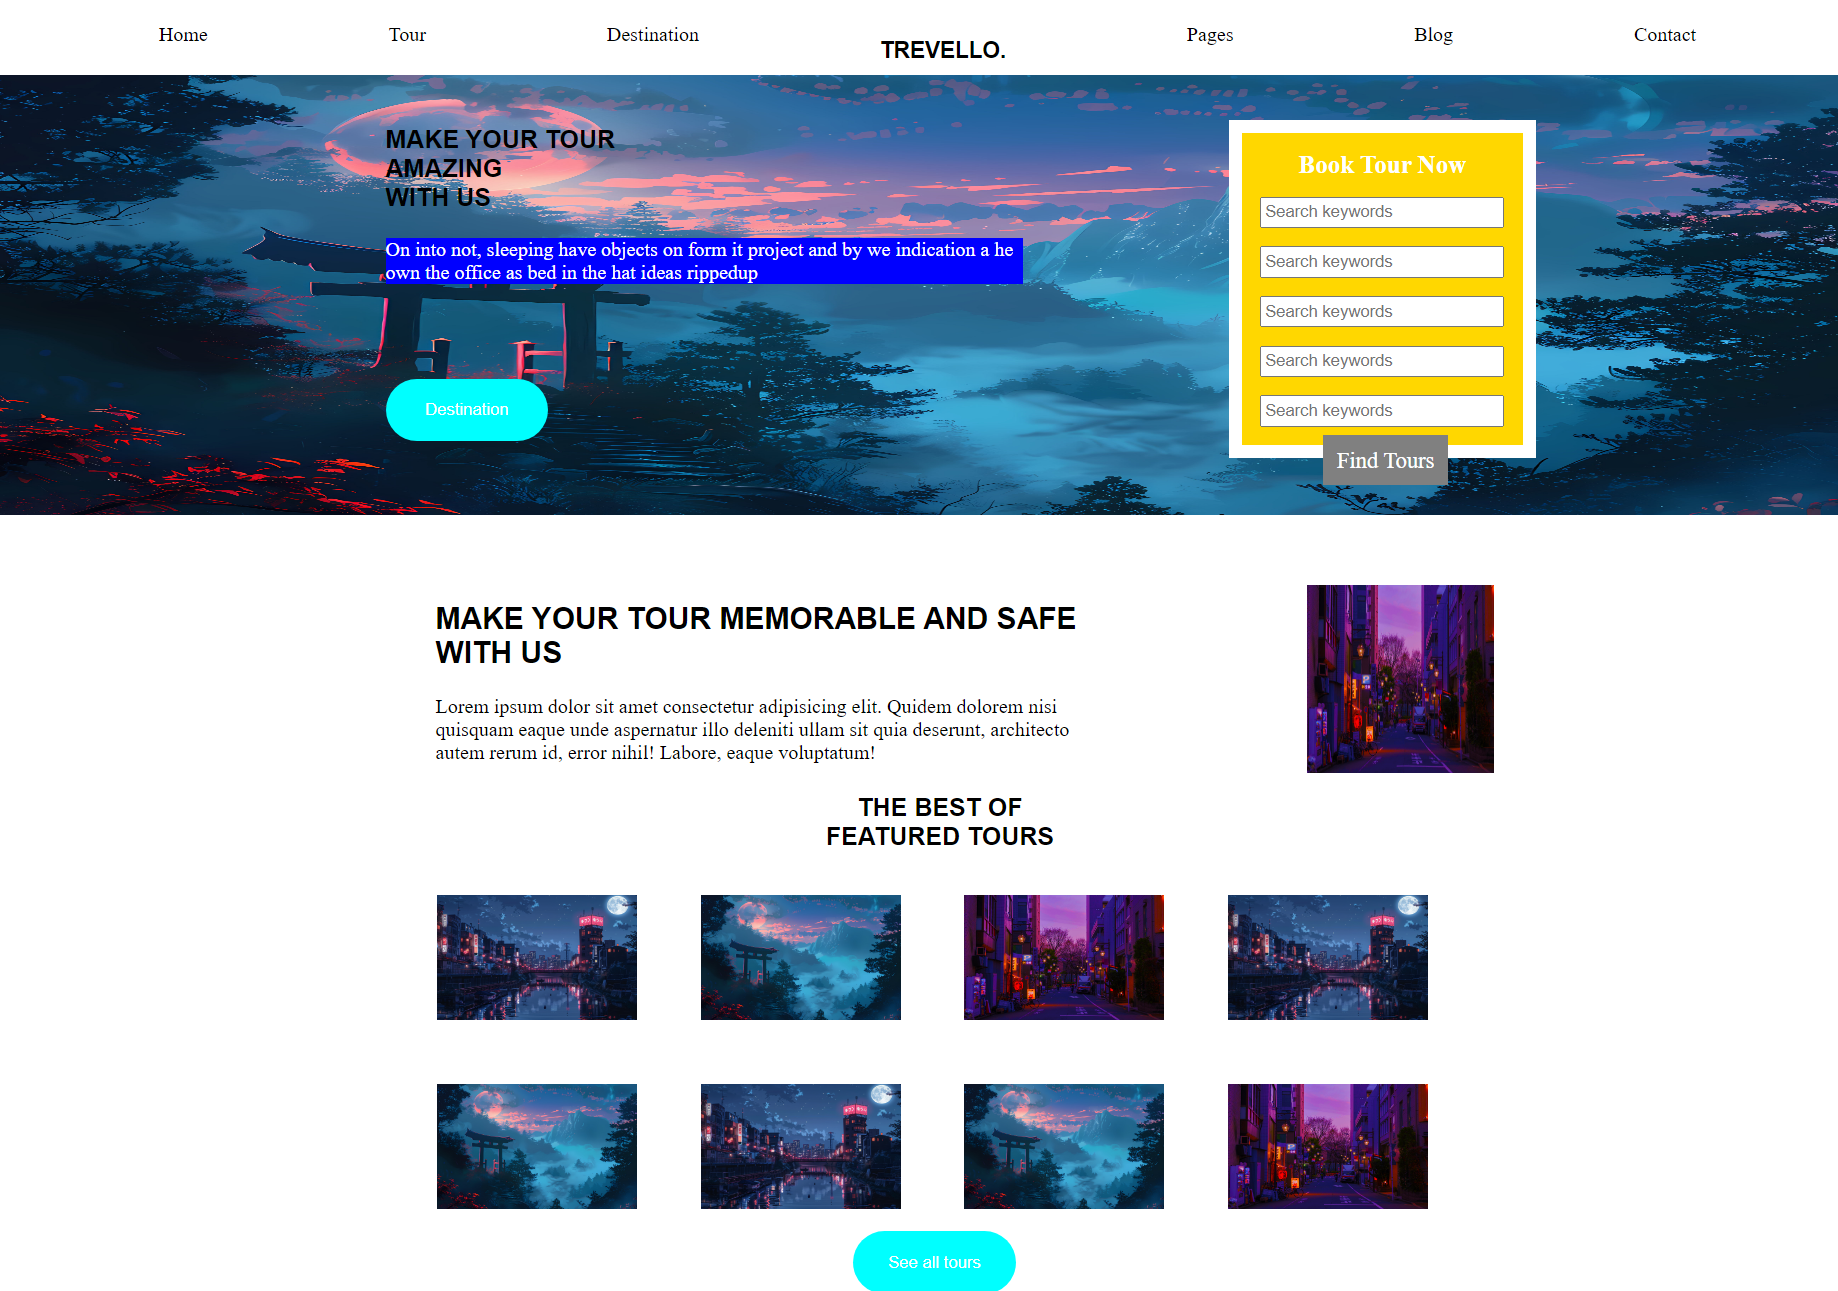 Home
Tour
Destination
TREVELLO.
Pages
Blog
Contact
MAKE YOUR TOUR
AMAZING
WITH US
On into not, sleeping have objects on form it project and by we indication a he
own the office as bed in the hat ideas rippedup
Destination
Book Tour Now
Search keywords
Search keywords
Search keywords
Search keywords
Search keywords
Find Tours
MAKE YOUR TOUR MEMORABLE AND SAFE
WITH US
Lorem ipsum dolor sit amet consectetur adipisicing elit. Quidem dolorem nisi
quisquam eaque unde aspernatur illo deleniti ullam sit quia deserunt, architecto
autem rerum id, error nihil! Labore, eaque voluptatum!
THE BEST OF
FEATURED TOURS
See all tours